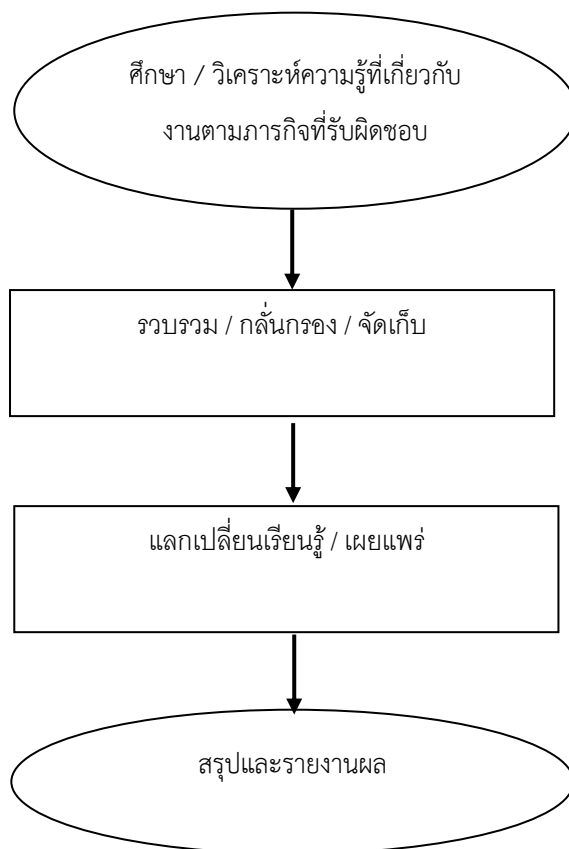 ศึกษา / วิเคราะห์ความรู้ที่เกี่ยวกับ
งานตามภารกิจที่รับผิดชอบ
รวบรวม / กลั่นกรอง / จัดเก็บ
แลกเปลี่ยนเรียนรู้ / เผยแพร่
สรุปและรายงานผล